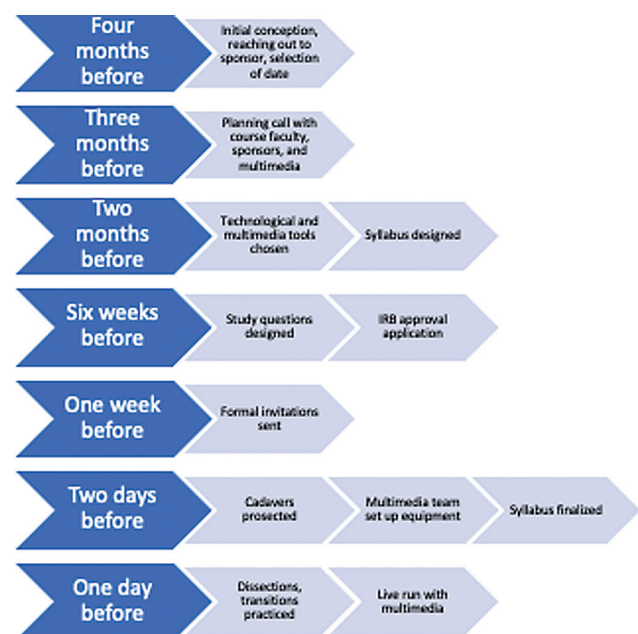 Four
months
before
Initial conception,
reaching out to
sponsor, selection
of date
Three
months
before
Planning call with
course faculty,
sponsors, and
multimedia
Two
months
before
Technological and
multimedia tools
chosen
Syllabus designed
Six weeks
before
Study questions
designed
IRB approval
application
One week
before
Formal invitations
sent
Two days
before
Cadavers
prosected
Multimedia team
set up equipment
Syllabus finalized
One day
before
Dissections,
transitions
practiced
Live run with
multimedia